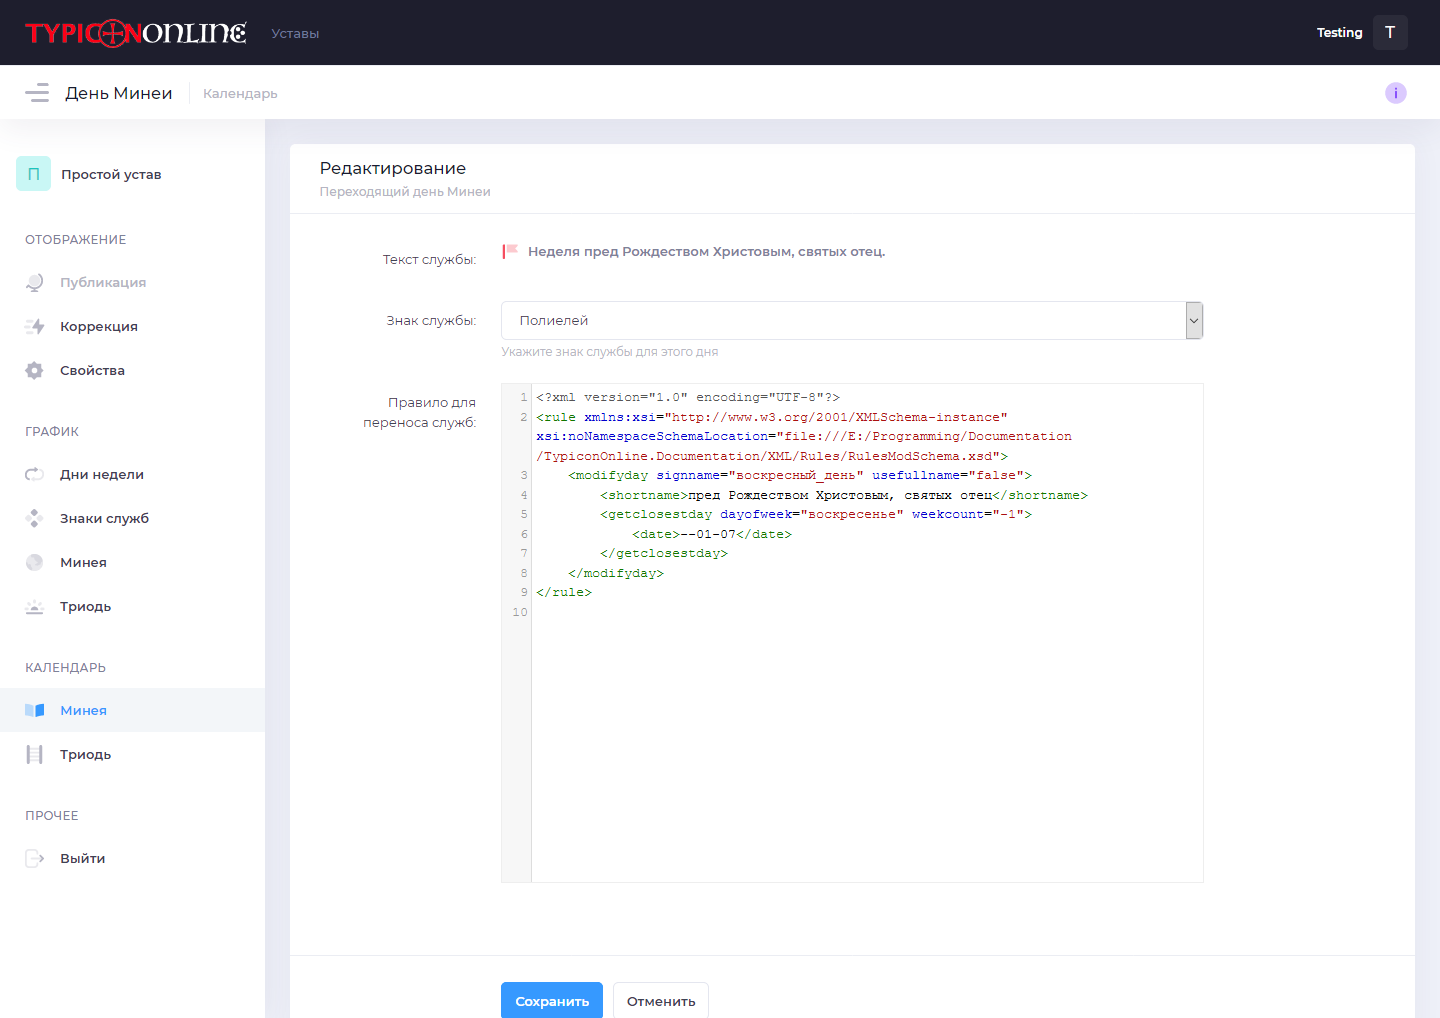 TYPICONONLINE
Уставы
Testing
T
День Минеи
Календарь
i
П
Простой устав
ОТОБРАЖЕНИЕ
Публикация
Коррекция
Свойства
ГРАФИК
Дни недели
Знаки служб
Минея
Триодь
КАЛЕНДАРЬ
Минея
Триодь
ПРОЧЕЕ
Выйти
Редактирование
Переходящий день Минеи
Текст службы:
Неделя пред Рождеством Христовым, святых отец.
Знак службы:
Полиелей
Укажите знак службы для этого дня
Правило для
переноса служб:
1 <?xml version="1.0" encoding="UTF-8"?>
2 <rule xmlns:xsi="http://www.w3.org/2001/XMLSchema-instance"
xsi:noNamespaceSchemaLocation="file:///E:/Programming/Documentation
/TypiconOnline.Documentation/XML/Rules/RulesModSchema.xsd">
3 <modifyday signname="воскресный_день" usefullname="false">
4 <shortname>пред Рождеством Христовым, святых отец</shortname>
5 <getclosestday dayofweek="воскресенье" weekcount="-1">
6 <date>--01-07</date>
7 </getclosestday>
8 </modifyday>
9 </rule>
10
Сохранить
Отменить